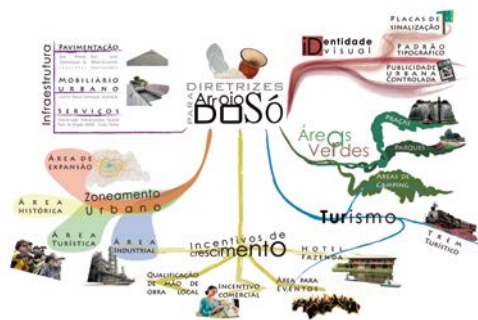 DIRETRIZES
PARA
Arroio
DO Só
Infraestrutura
PAVIMENTAÇÃO
MOBILIÁRIO
URBANO
SERVIÇOS
iDentidade
visual
PLACAS DE
SINALIZAÇÃO
PADRÃO
TIPOGRÁFICO
PUBLICIDADE
URBANA
CONTROLADA
Áreas
Verdes
PRAÇAS
PARQUES
ÁREAS DE
CAMPING
Turismo
TREM
TURÍSTICO
HOTEL
FAZENDA
Zoneamento
Urbano
ÁREA DE
EXPANSÃO
ÁREA
HISTÓRICA
ÁREA
TURÍSTICA
ÁREA
INDUSTRIAL
Incentivos de
crescimento
QUALIFICAÇÃO
DE MÃO DE
OBRA LOCAL
INCENTIVO
COMERCIAL
ÁREA PARA
EVENTOS